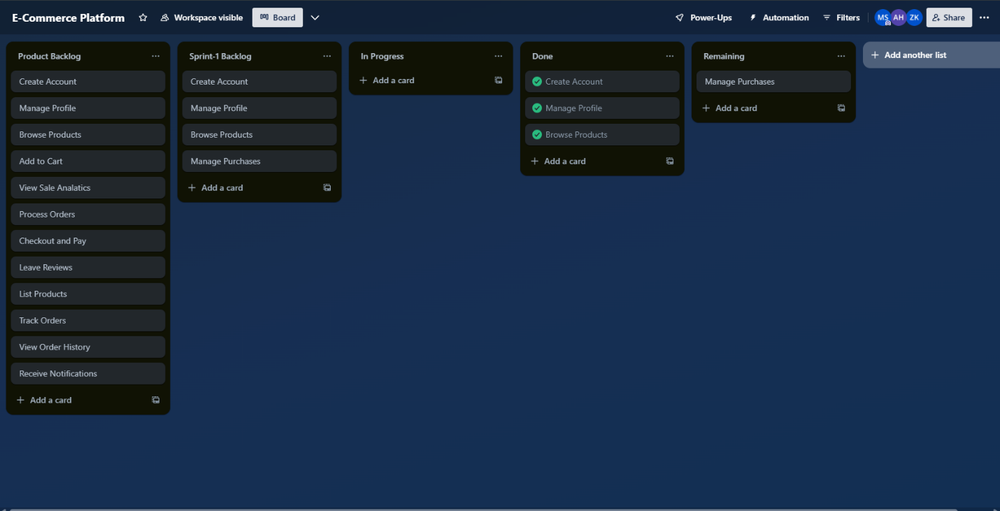 E-Commerce Platform
Workspace visible
Board
Power-Ups
Automation
Filters
MS
AH
ZK
Share
Product Backlog
Create Account
Manage Profile
Browse Products
Add to Cart
View Sale Analatics
Process Orders
Checkout and Pay
Leave Reviews
List Products
Track Orders
View Order History
Receive Notifications
Add a card
Sprint-1 Backlog
Create Account
Manage Profile
Browse Products
Manage Purchases
Add a card
In Progress
Add a card
Done
Create Account
Manage Profile
Browse Products
Add a card
Remaining
Manage Purchases
Add a card
Add another list